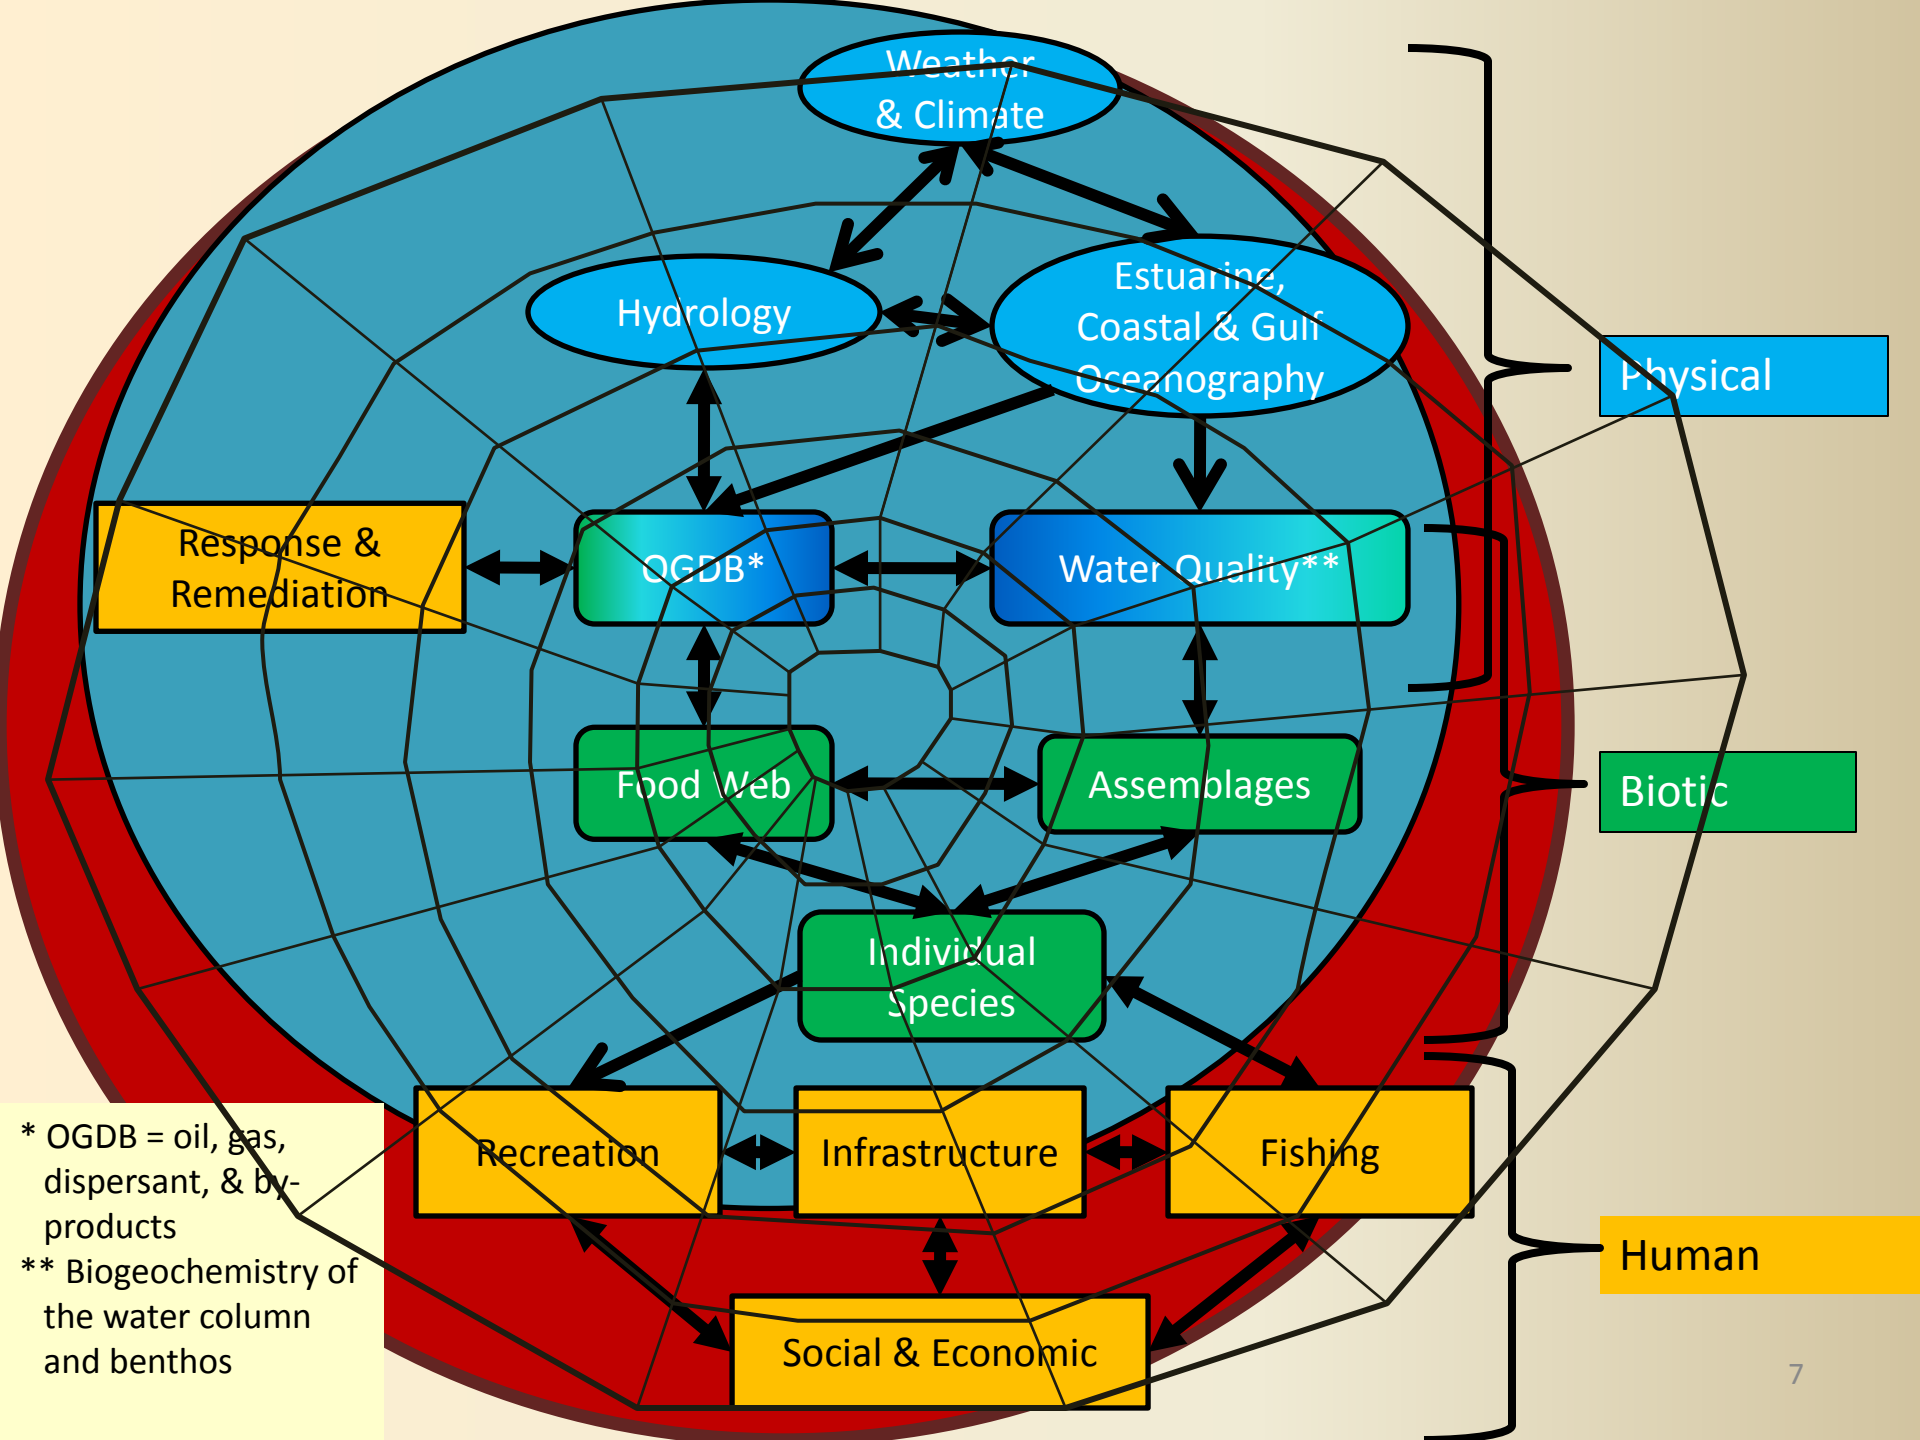 Weather
& Climate
Hydrology
Estuarine,
Coastal & Gulf
Oceanography
Physical
Response &
Remediation
OGDB*
Water Quality**
Food Web
Assemblages
Biotic
Individual
Species
* OGDB = oil, gas,
dispersant, & by-
products
** Biogeochemistry of
the water column
and benthos
Recreation
Infrastructure
Fishing
Human
Social & Economic
7